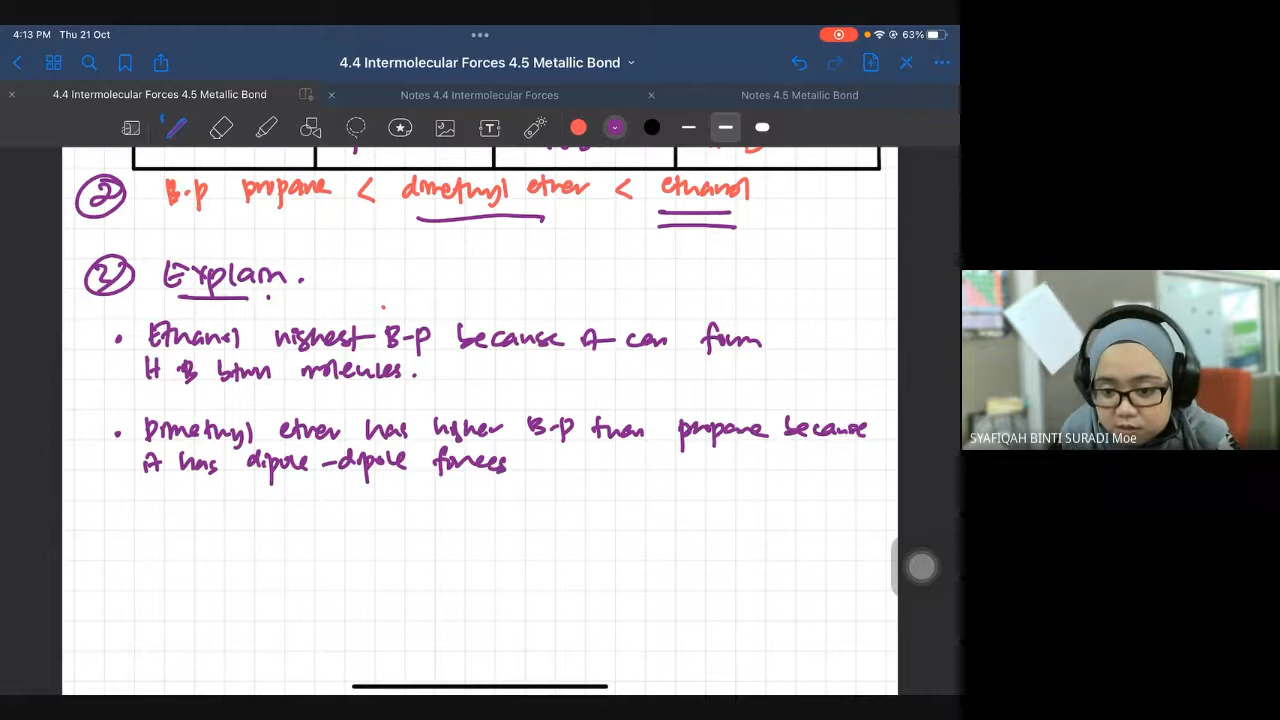 4:13 PM Thu 21 Oct
63%
4.4 Intermolecular Forces 4.5 Metallic Bond
4.4 Intermolecular Forces 4.5 Metallic Bond
Notes 4.4 Intermolecular Forces
Notes 4.5 Metallic Bond
② B.p propane < dimethyl ether < ethanol
② Explain.
• Ethanol highest B-p because it can form
H B btwn molecules.
• Dimethyl ether has higher B-p than propane because
it has dipole-dipole forces
SYAFIQAH BINTI SURADI Moe